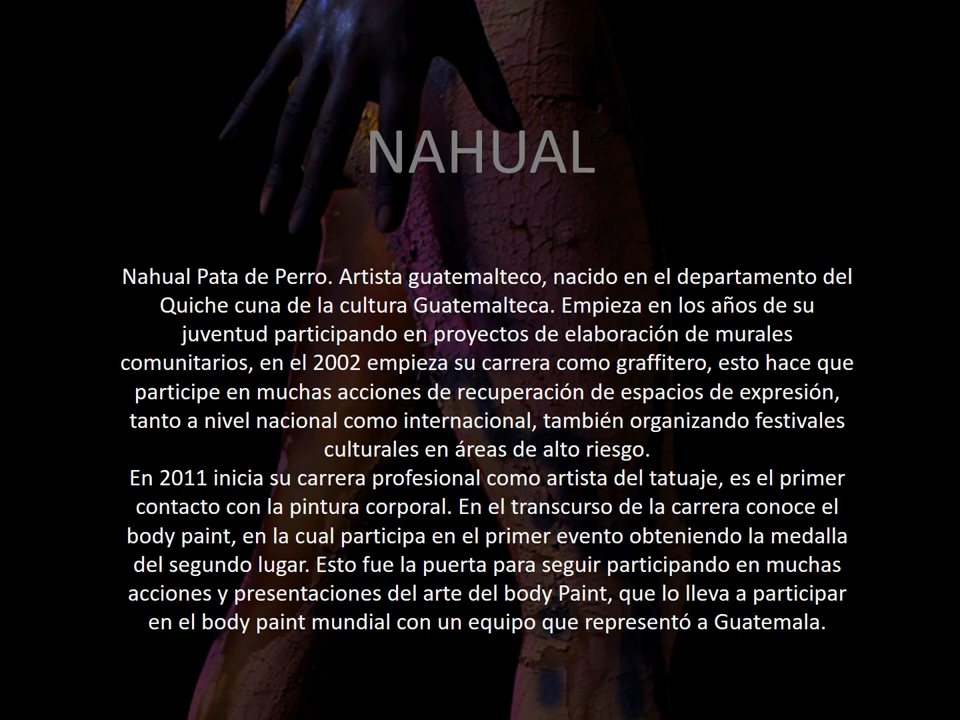 NAHUAL
Nahual Pata de Perro. Artista guatemalteco, nacido en el departamento del
Quiche cuna de la cultura Guatemalteca. Empieza en los años de su
juventud participando en proyectos de elaboración de murales
comunitarios, en el 2002 empieza su carrera como graffitero, esto hace que
participe en muchas acciones de recuperación de espacios de expresión,
tanto a nivel nacional como internacional, también organizando festivales
culturales en áreas de alto riesgo.
En 2011 inicia su carrera profesional como artista del tatuaje, es el primer
contacto con la pintura corporal. En el transcurso de la carrera conoce el
body paint, en la cual participa en el primer evento obteniendo la medalla
del segundo lugar. Esto fue la puerta para seguir participando en muchas
acciones y presentaciones del arte del body Paint, que lo lleva a participar
en el body paint mundial con un equipo que representó a Guatemala.